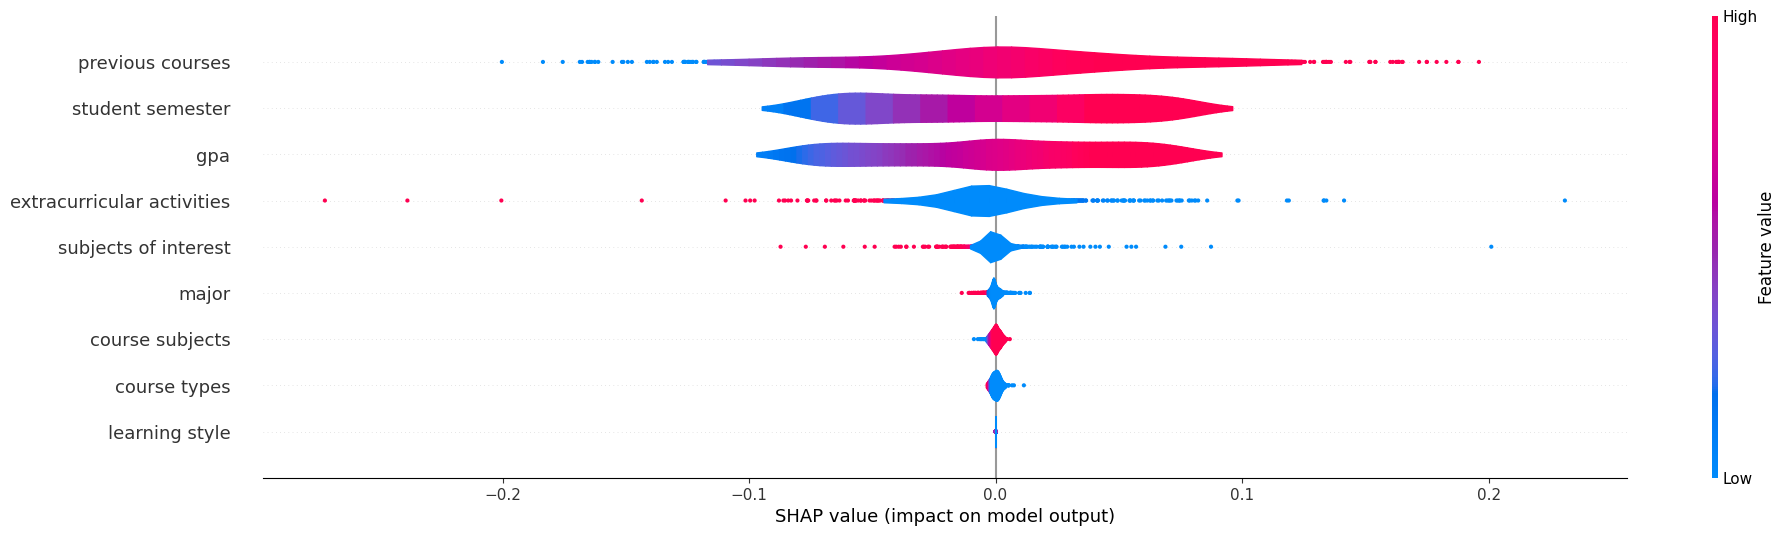 High
previous courses
student semester
gpa
extracurricular activities
subjects of interest
major
course subjects
course types
learning style
Feature value
Low
−0.2
−0.1
0.0
0.1
0.2
SHAP value (impact on model output)